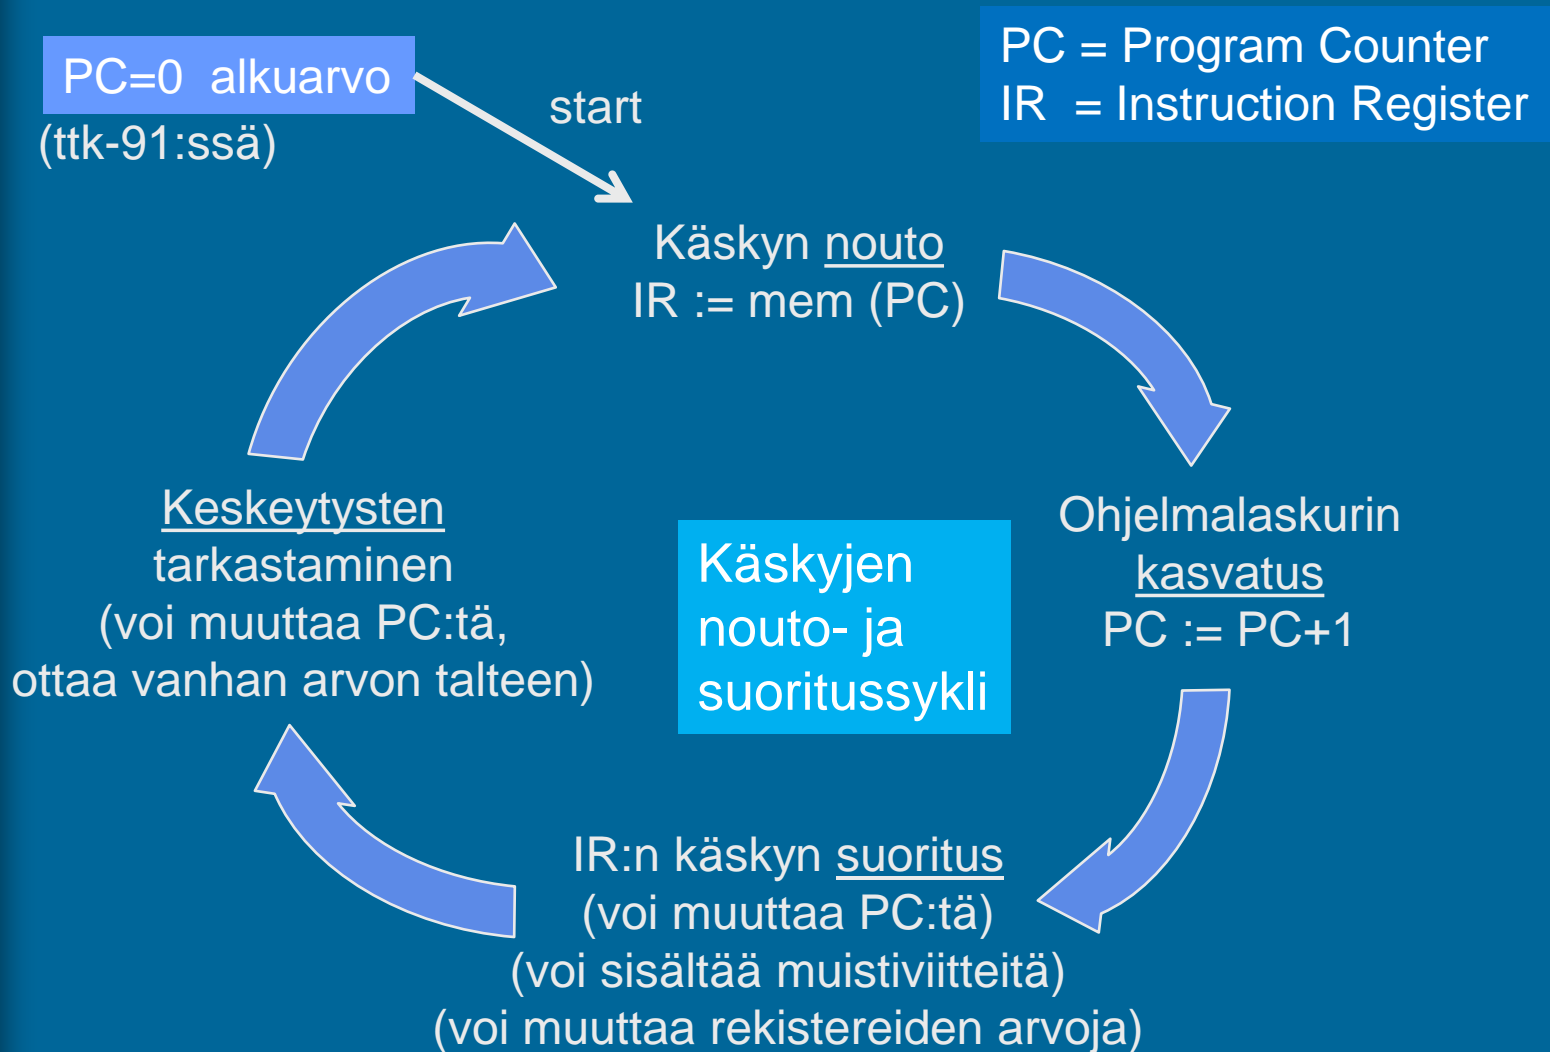 PC=0 alkuarvo
(ttk-91:ssä)
start
PC = Program Counter
IR = Instruction Register
Käskyn nouto
IR := mem (PC)
Ohjelmalaskurin
kasvatus
PC := PC+1
IR:n käskyn suoritus
(voi muuttaa PC:tä)
(voi sisältää muistiviitteitä)
(voi muuttaa rekistereiden arvoja)
Keskeytysten
tarkastaminen
(voi muuttaa PC:tä,
ottaa vanhan arvon talteen)
Käskyjen
nouto- ja
suoritussykli